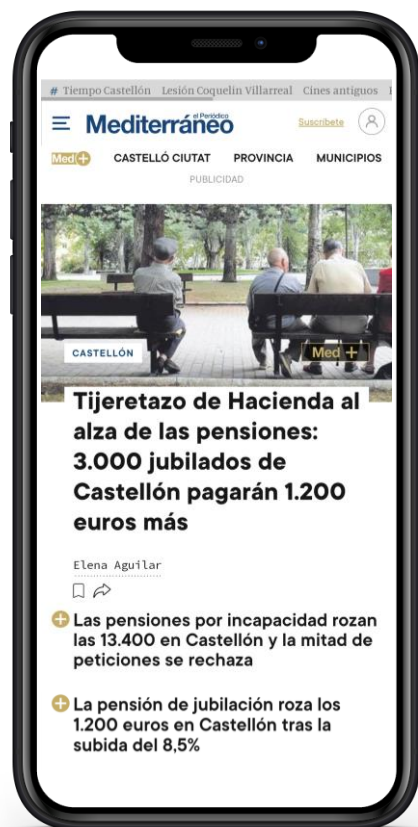 # Tiempo Castellón Lesión Coquelin Villarreal Cines antiguos
el Periódico
Mediterráneo
Suscríbete
Med +
CASTELLÓ CIUTAT PROVINCIA MUNICIPIOS
PUBLICIDAD
CASTELLÓN
Med +
Tijeretazo de Hacienda al
alza de las pensiones:
3.000 jubilados de
Castellón pagarán 1.200
euros más
Elena Aguilar
Las pensiones por incapacidad rozan
las 13.400 en Castellón y la mitad de
peticiones se rechaza
La pensión de jubilación roza los
1.200 euros en Castellón tras la
subida del 8,5%